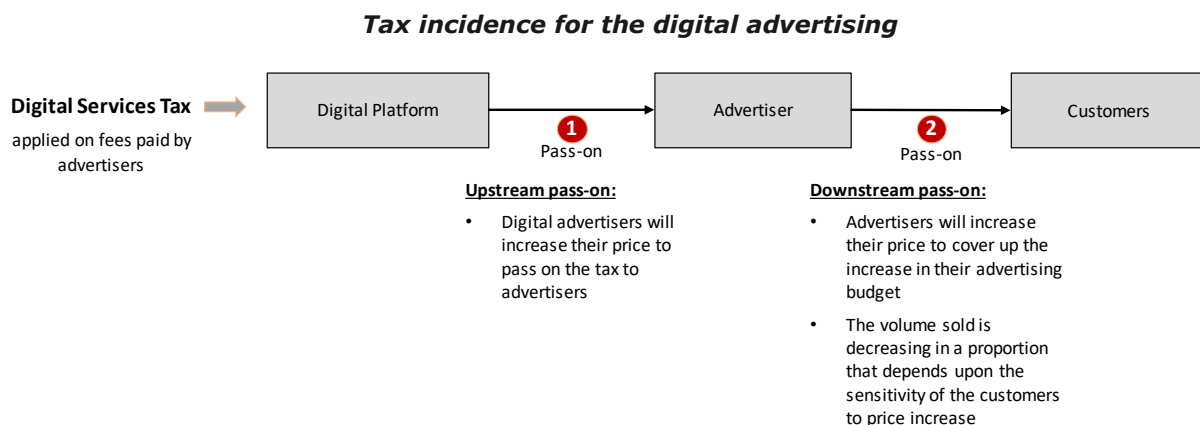 Tax incidence for the digital advertising
Digital Services Tax
applied on fees paid by
advertisers
Digital Platform
1
Pass-on
Advertiser
2
Pass-on
Customers
Upstream pass-on:
• Digital advertisers will
increase their price to
pass on the tax to
advertisers
Downstream pass-on:
• Advertisers will increase
their price to cover up the
increase in their advertising
budget
• The volume sold is
decreasing in a proportion
that depends upon the
sensitivity of the customers
to price increase